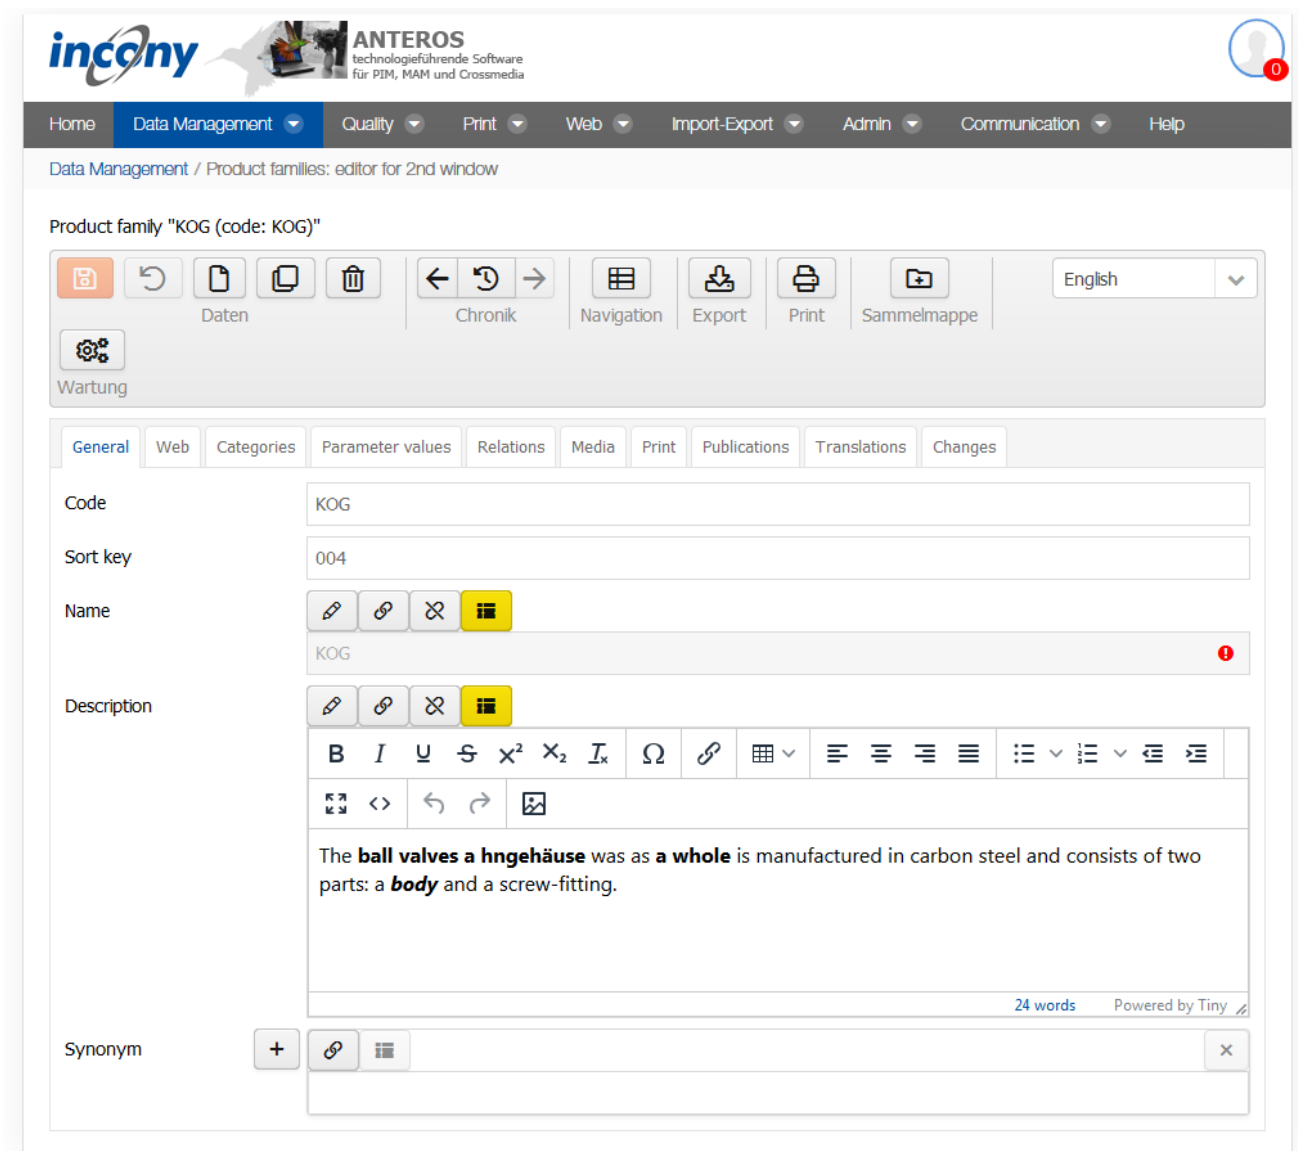 incony
ANTEROS
technologieführende Software
für PIM, MAM und Crossmedia
0
Home Data Management Quality Print Web Import-Export Admin Communication Help
Data Management / Product families: editor for 2nd window
Product family "KOG (code: KOG)"
Daten Chronik Navigation Export Print Sammelmappe English
Wartung
General Web Categories Parameter values Relations Media Print Publications Translations Changes
Code KOG
Sort key 004
Name
KOG
Description
B I U S X² X₂ Tx Ω
The ball valves a hngehäuse was as a whole is manufactured in carbon steel and consists of two
parts: a body and a screw-fitting.
24 words Powered by Tiny
Synonym